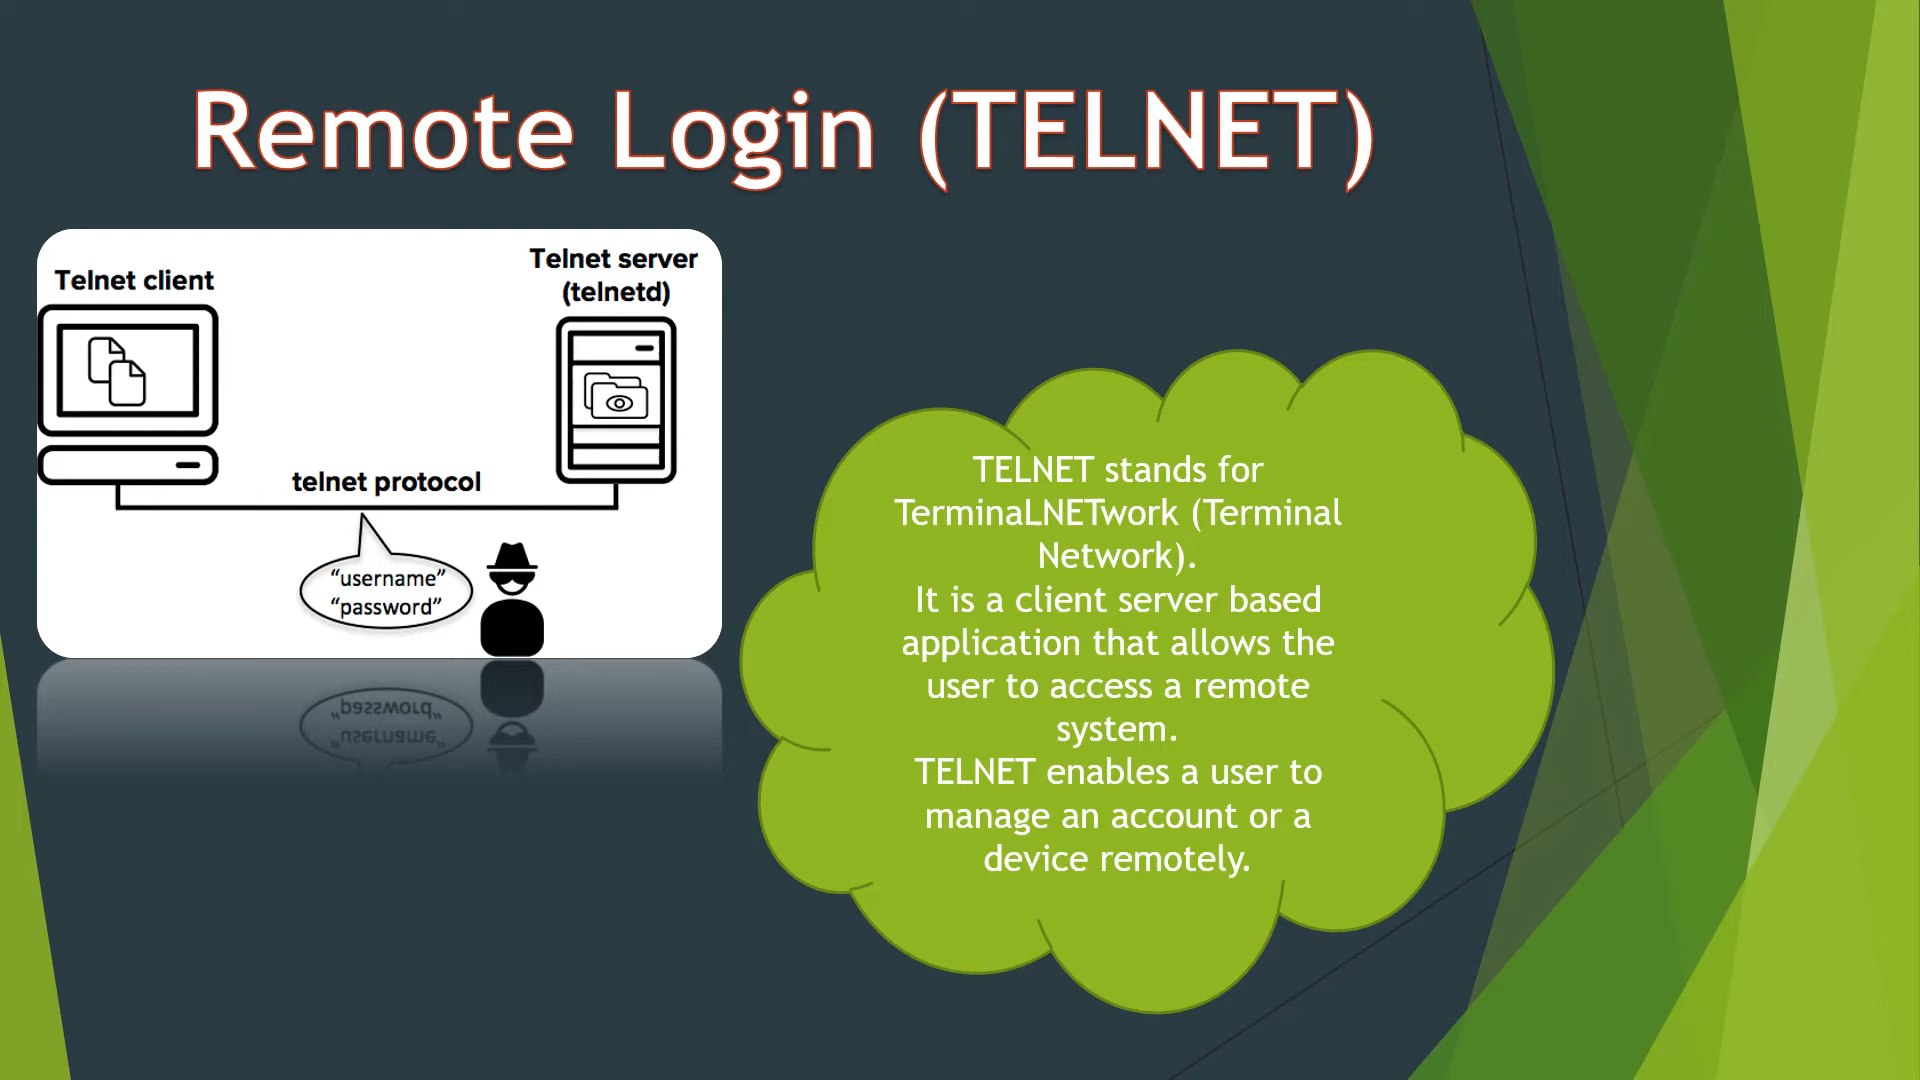 Remote Login (TELNET)
Telnet client
Telnet server
(telnetd)
telnet protocol
“username”
“password”
TELNET stands for
TerminaLNETwork (Terminal
Network).
It is a client server based
application that allows the
user to access a remote
system.
TELNET enables a user to
manage an account or a
device remotely.